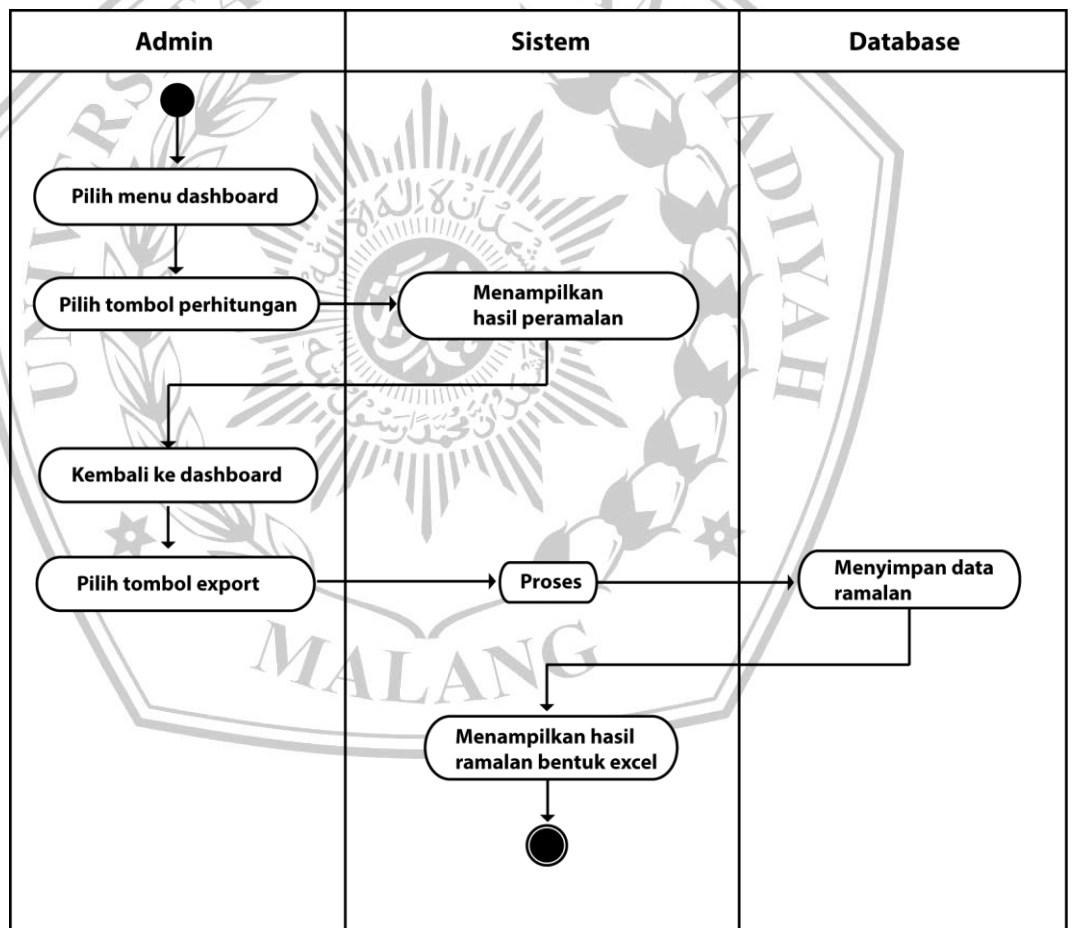 Admin
Sistem
Database
Pilih menu dashboard
Pilih tombol perhitungan
Menampilkan
hasil peramalan
Kembali ke dashboard
Pilih tombol export
Proses
Menyimpan data
ramalan
Menampilkan hasil
ramalan bentuk excel
MALANG